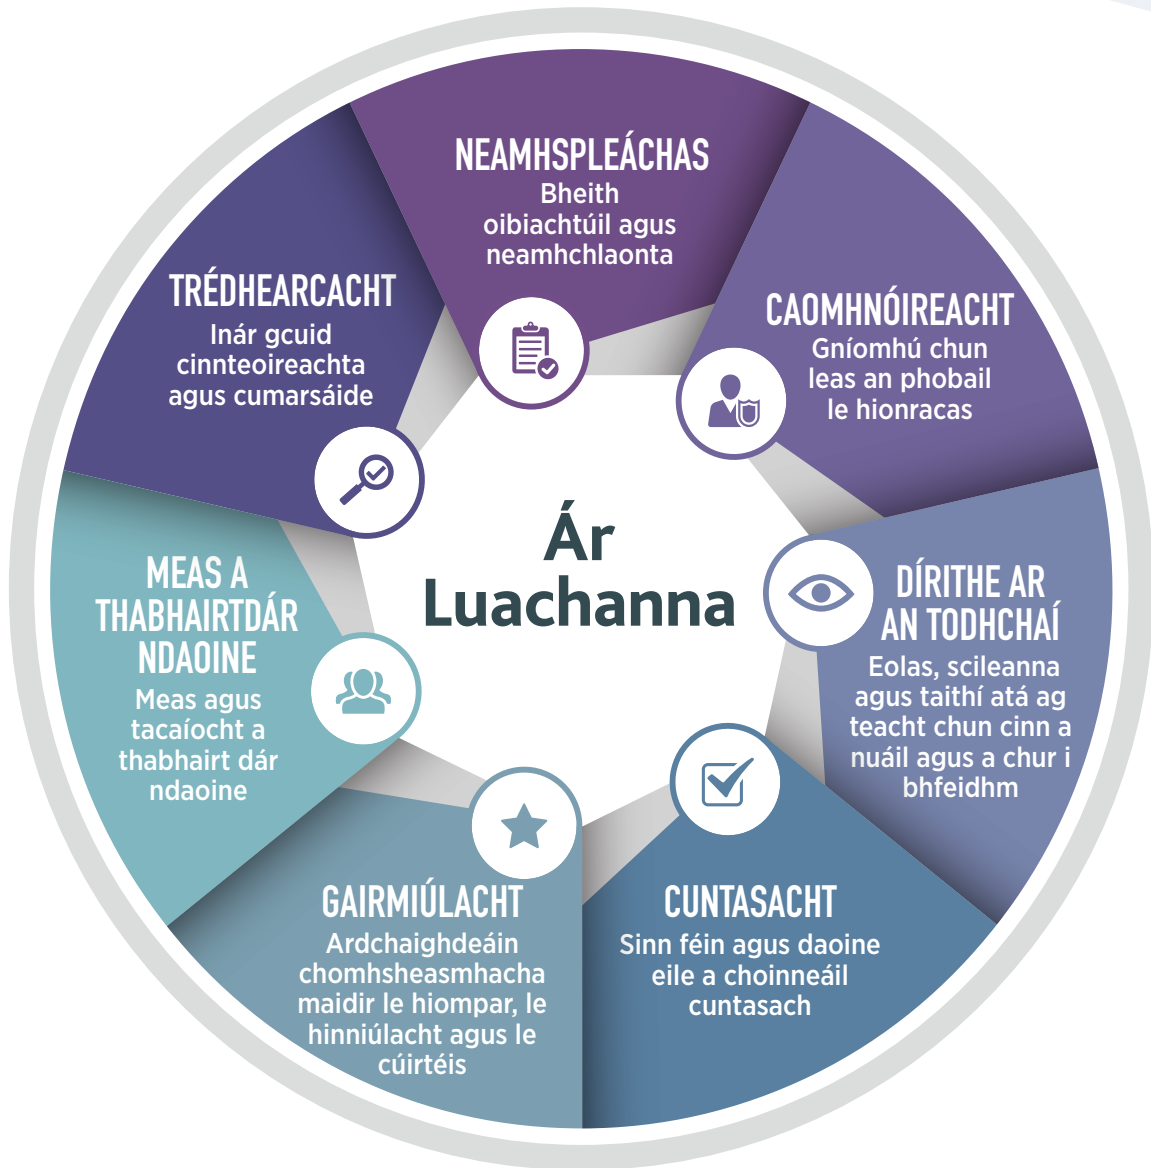 Ár
Luachanna
NEAMHSPLEÁCHAS
Bheith
oibiachtúil agus
neamhchlaonta
CAOMHNÓIREACHT
Gníomhú chun
leas an phobail
le hionracas
DÍRITHE AR
AN TODHCHAÍ
Eolas, scileanna
agus taithí atá ag
teacht chun cinn a
nuáil agus a chur i
bhfeidhm
CUNTASACHT
Sinn féin agus daoine
eile a choinneáil
cuntasach
GAIRMIÚLACHT
Ardchaighdeáin
chomhsheasmhacha
maidir le hiompar, le
hinniúlacht agus le
cúirtéis
MEAS A
THABHAIRTDÁR
NDAOINE
Meas agus
tacaíocht a
thabhairt dár
ndaoine
TRÉDHEARCACHT
Inár gcuid
cinnteoireachta
agus cumarsáide